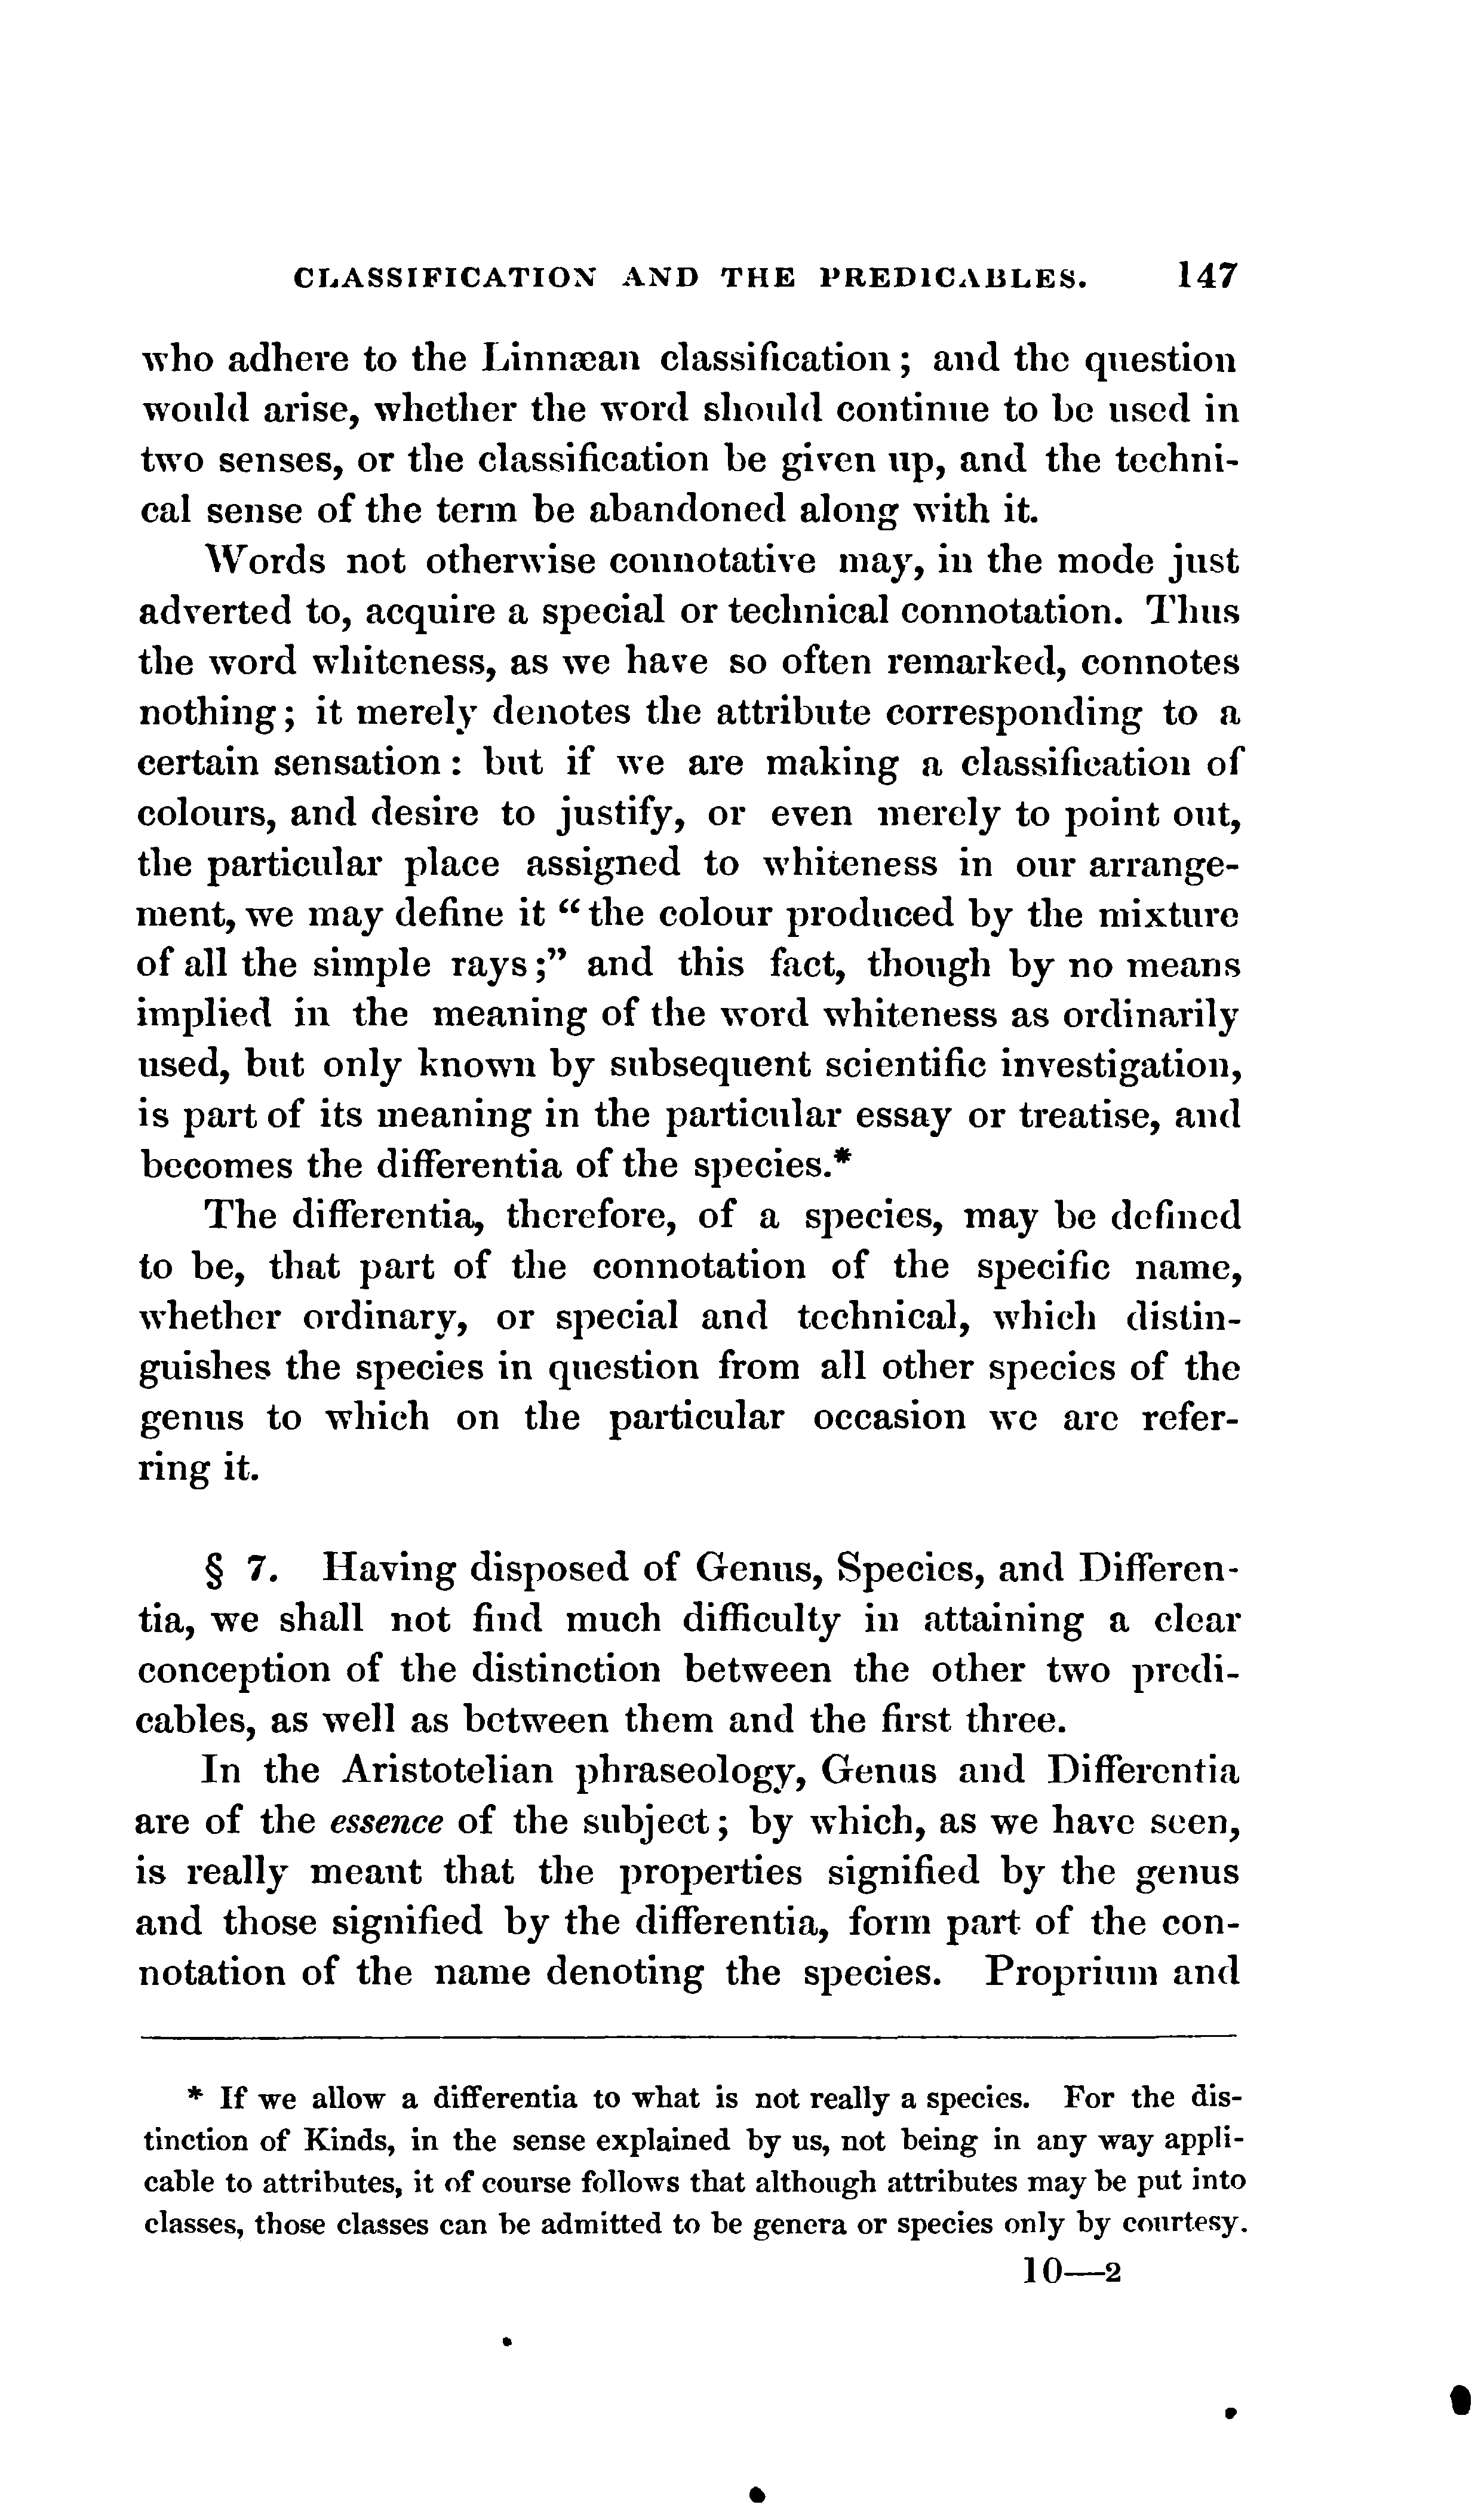 CLASSIFICATION AND THE PREDICABLES. 147
who adhere to the Linnæan classification; and the question
would arise, whether the word should continue to be used in
two senses, or the classification be given up, and the techni-
cal sense of the term be abandoned along with it.
Words not otherwise connotative may, in the mode just
adverted to, acquire a special or technical connotation. Thus
the word whiteness, as we have so often remarked, connotes
nothing; it merely denotes the attribute corresponding to a
certain sensation: but if we are making a classification of
colours, and desire to justify, or even merely to point out,
the particular place assigned to whiteness in our arrange-
ment, we may define it “the colour produced by the mixture
of all the simple rays;” and this fact, though by no means
implied in the meaning of the word whiteness as ordinarily
used, but only known by subsequent scientific investigation,
is part of its meaning in the particular essay or treatise, and
becomes the differentia of the species.*
The differentia, therefore, of a species, may be defined
to be, that part of the connotation of the specific name,
whether ordinary, or special and technical, which distin-
guishes the species in question from all other species of the
genus to which on the particular occasion we are refer-
ring it.
§ 7. Having disposed of Genus, Species, and Differen-
tia, we shall not find much difficulty in attaining a clear
conception of the distinction between the other two predi-
cables, as well as between them and the first three.
In the Aristotelian phraseology, Genus and Differentia
are of the essence of the subject; by which, as we have seen,
is really meant that the properties signified by the genus
and those signified by the differentia, form part of the con-
notation of the name denoting the species. Proprium and
* If we allow a differentia to what is not really a species. For the dis-
tinction of Kinds, in the sense explained by us, not being in any way appli-
cable to attributes, it of course follows that although attributes may be put into
classes, those classes can be admitted to be genera or species only by courtesy.
10—2